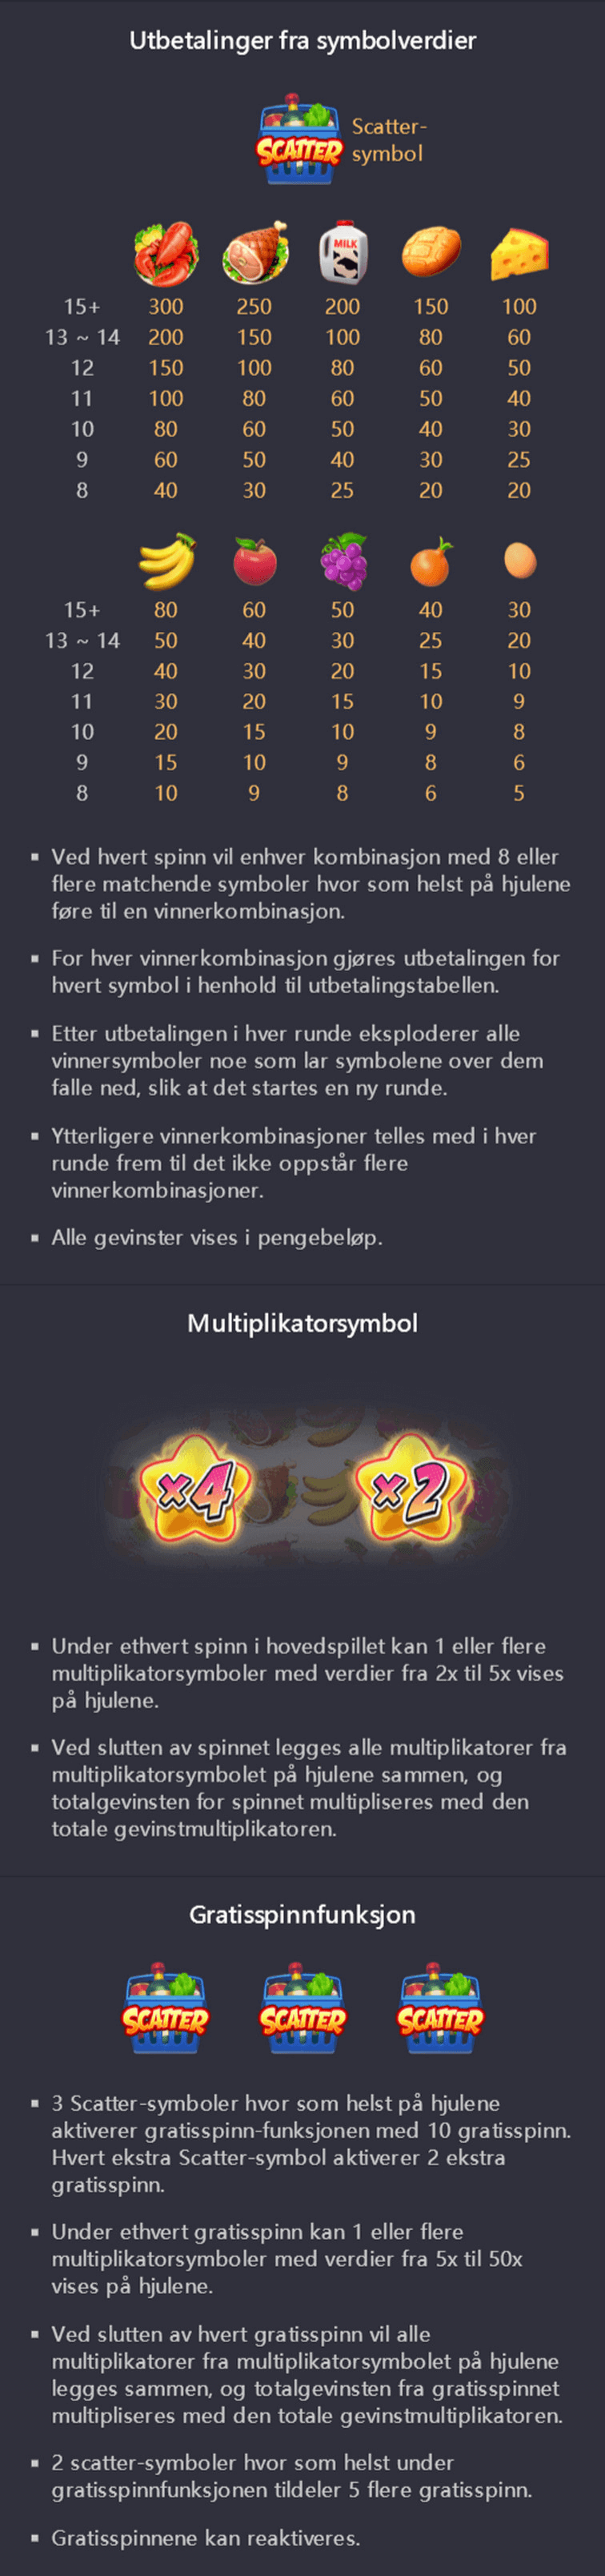 Utbetalinger fra symbolverdier
SCATTER
Scatter-
symbol
MILK
15+ 300 250 200 150 100
13 ~ 14 200 150 100 80 60
12 150 100 80 60 50
11 100 80 60 50 40
10 80 60 50 40 30
9 60 50 40 30 25
8 40 30 25 20 20
15+ 80 60 50 40 30
13 ~ 14 50 40 30 25 20
12 40 30 20 15 10
11 30 20 15 10 9
10 20 15 10 9 8
9 15 10 9 8 6
8 10 9 8 6 5
▪ Ved hvert spinn vil enhver kombinasjon med 8 eller
flere matchende symboler hvor som helst på hjulene
føre til en vinnerkombinasjon.
▪ For hver vinnerkombinasjon gjøres utbetalingen for
hvert symbol i henhold til utbetalingstabellen.
▪ Etter utbetalingen i hver runde eksploderer alle
vinnersymboler noe som lar symbolene over dem
falle ned, slik at det startes en ny runde.
▪ Ytterligere vinnerkombinasjoner telles med i hver
runde frem til det ikke oppstår flere
vinnerkombinasjoner.
▪ Alle gevinster vises i pengebeløp.
Multiplikatorsymbol
x4 x2
▪ Under ethvert spinn i hovedspillet kan 1 eller flere
multiplikatorsymboler med verdier fra 2x til 5x vises
på hjulene.
▪ Ved slutten av spinnet legges alle multiplikatorer fra
multiplikatorsymbolet på hjulene sammen, og
totalgevinsten for spinnet multipliseres med den
totale gevinstmultiplikatoren.
Gratisspinnfunksjon
SCATTER SCATTER SCATTER
▪ 3 Scatter-symboler hvor som helst på hjulene
aktiverer gratisspinn-funksjonen med 10 gratisspinn.
Hvert ekstra Scatter-symbol aktiverer 2 ekstra
gratisspinn.
▪ Under ethvert gratisspinn kan 1 eller flere
multiplikatorsymboler med verdier fra 5x til 50x
vises på hjulene.
▪ Ved slutten av hvert gratisspinn vil alle
multiplikatorer fra multiplikatorsymbolet på hjulene
legges sammen, og totalgevinsten fra gratisspinnet
multipliseres med den totale gevinstmultiplikatoren.
▪ 2 scatter-symboler hvor som helst under
gratisspinnfunksjonen tildeler 5 flere gratisspinn.
▪ Gratisspinnene kan reaktiveres.